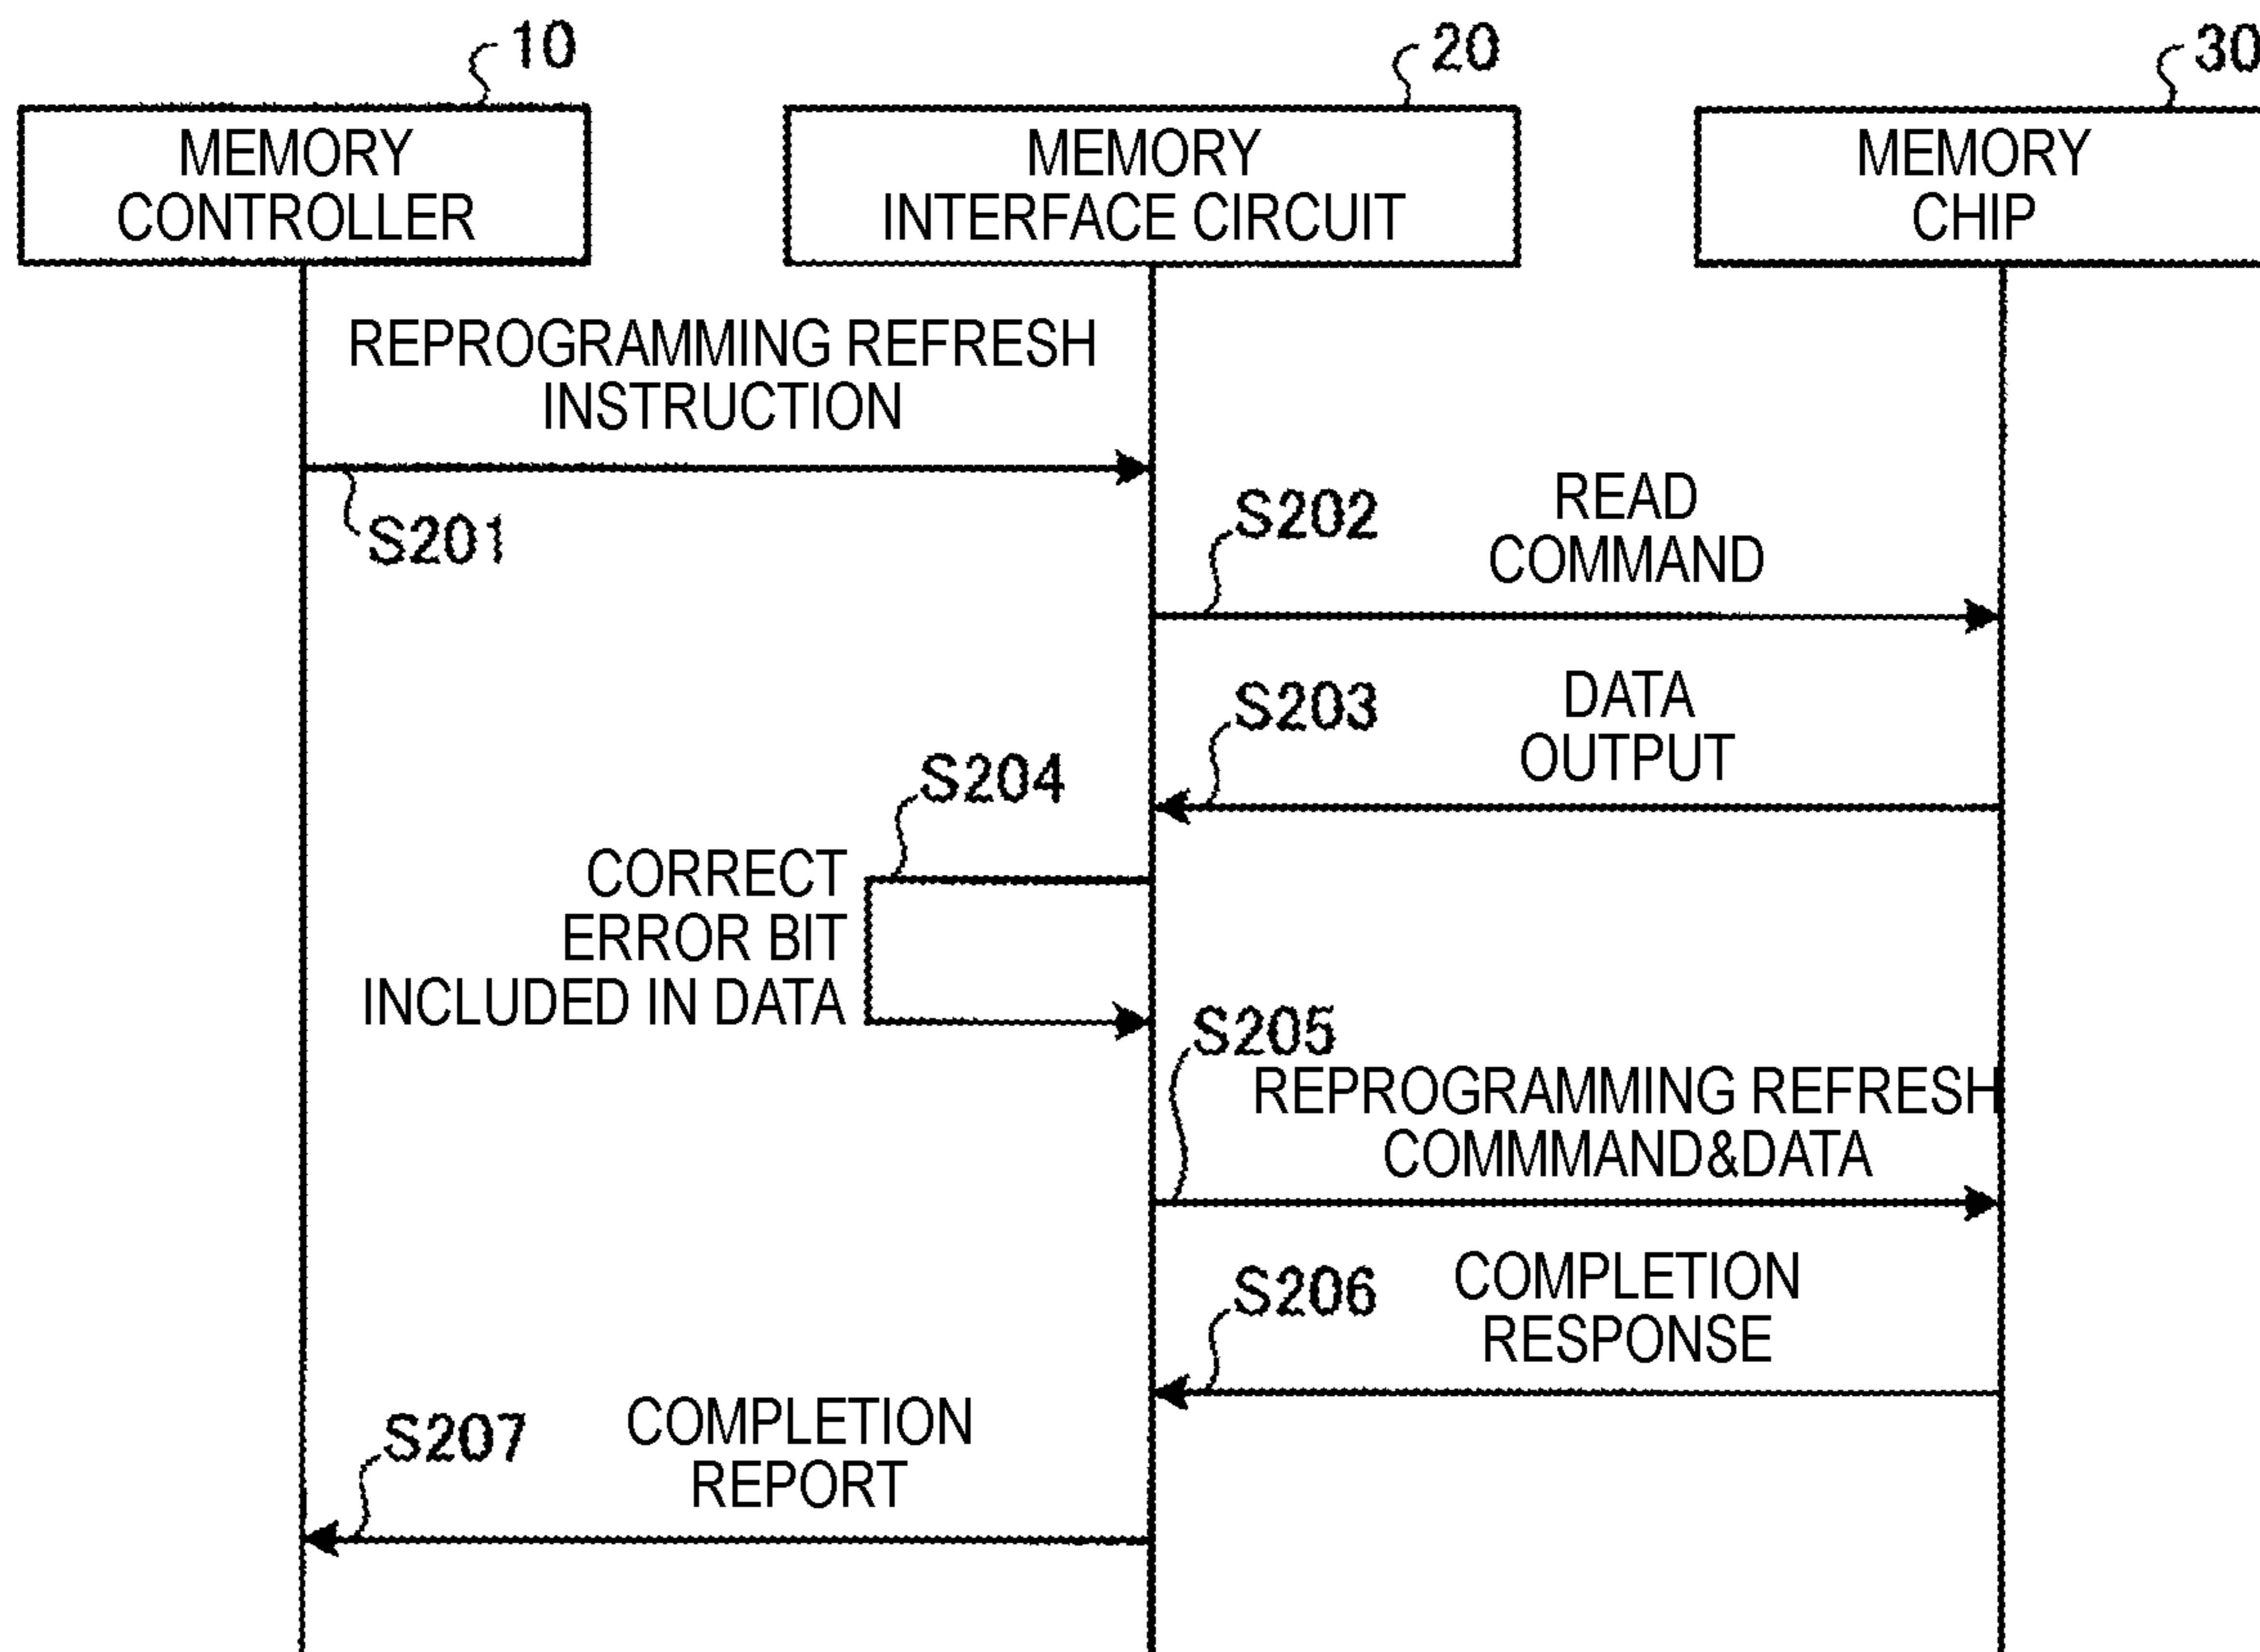 10
20
30
MEMORY
CONTROLLER
MEMORY
INTERFACE CIRCUIT
MEMORY
CHIP
REPROGRAMMING REFRESH
INSTRUCTION
S201
S202
READ
COMMAND
S203
DATA
OUTPUT
S204
CORRECT
ERROR BIT
INCLUDED IN DATA
S205
REPROGRAMMING REFRESH
COMMMAND&DATA
S206
COMPLETION
RESPONSE
S207
COMPLETION
REPORT